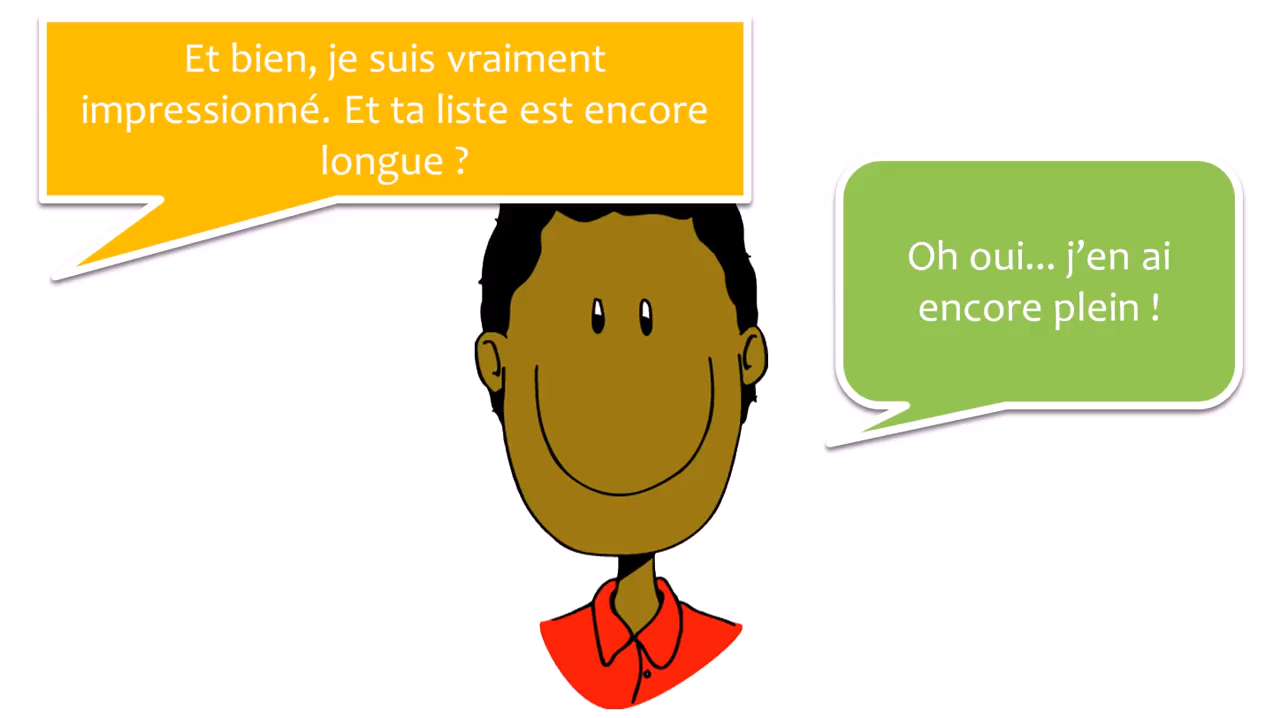 Et bien, je suis vraiment
impressionné. Et ta liste est encore
longue ?
Oh oui... j’en ai
encore plein !